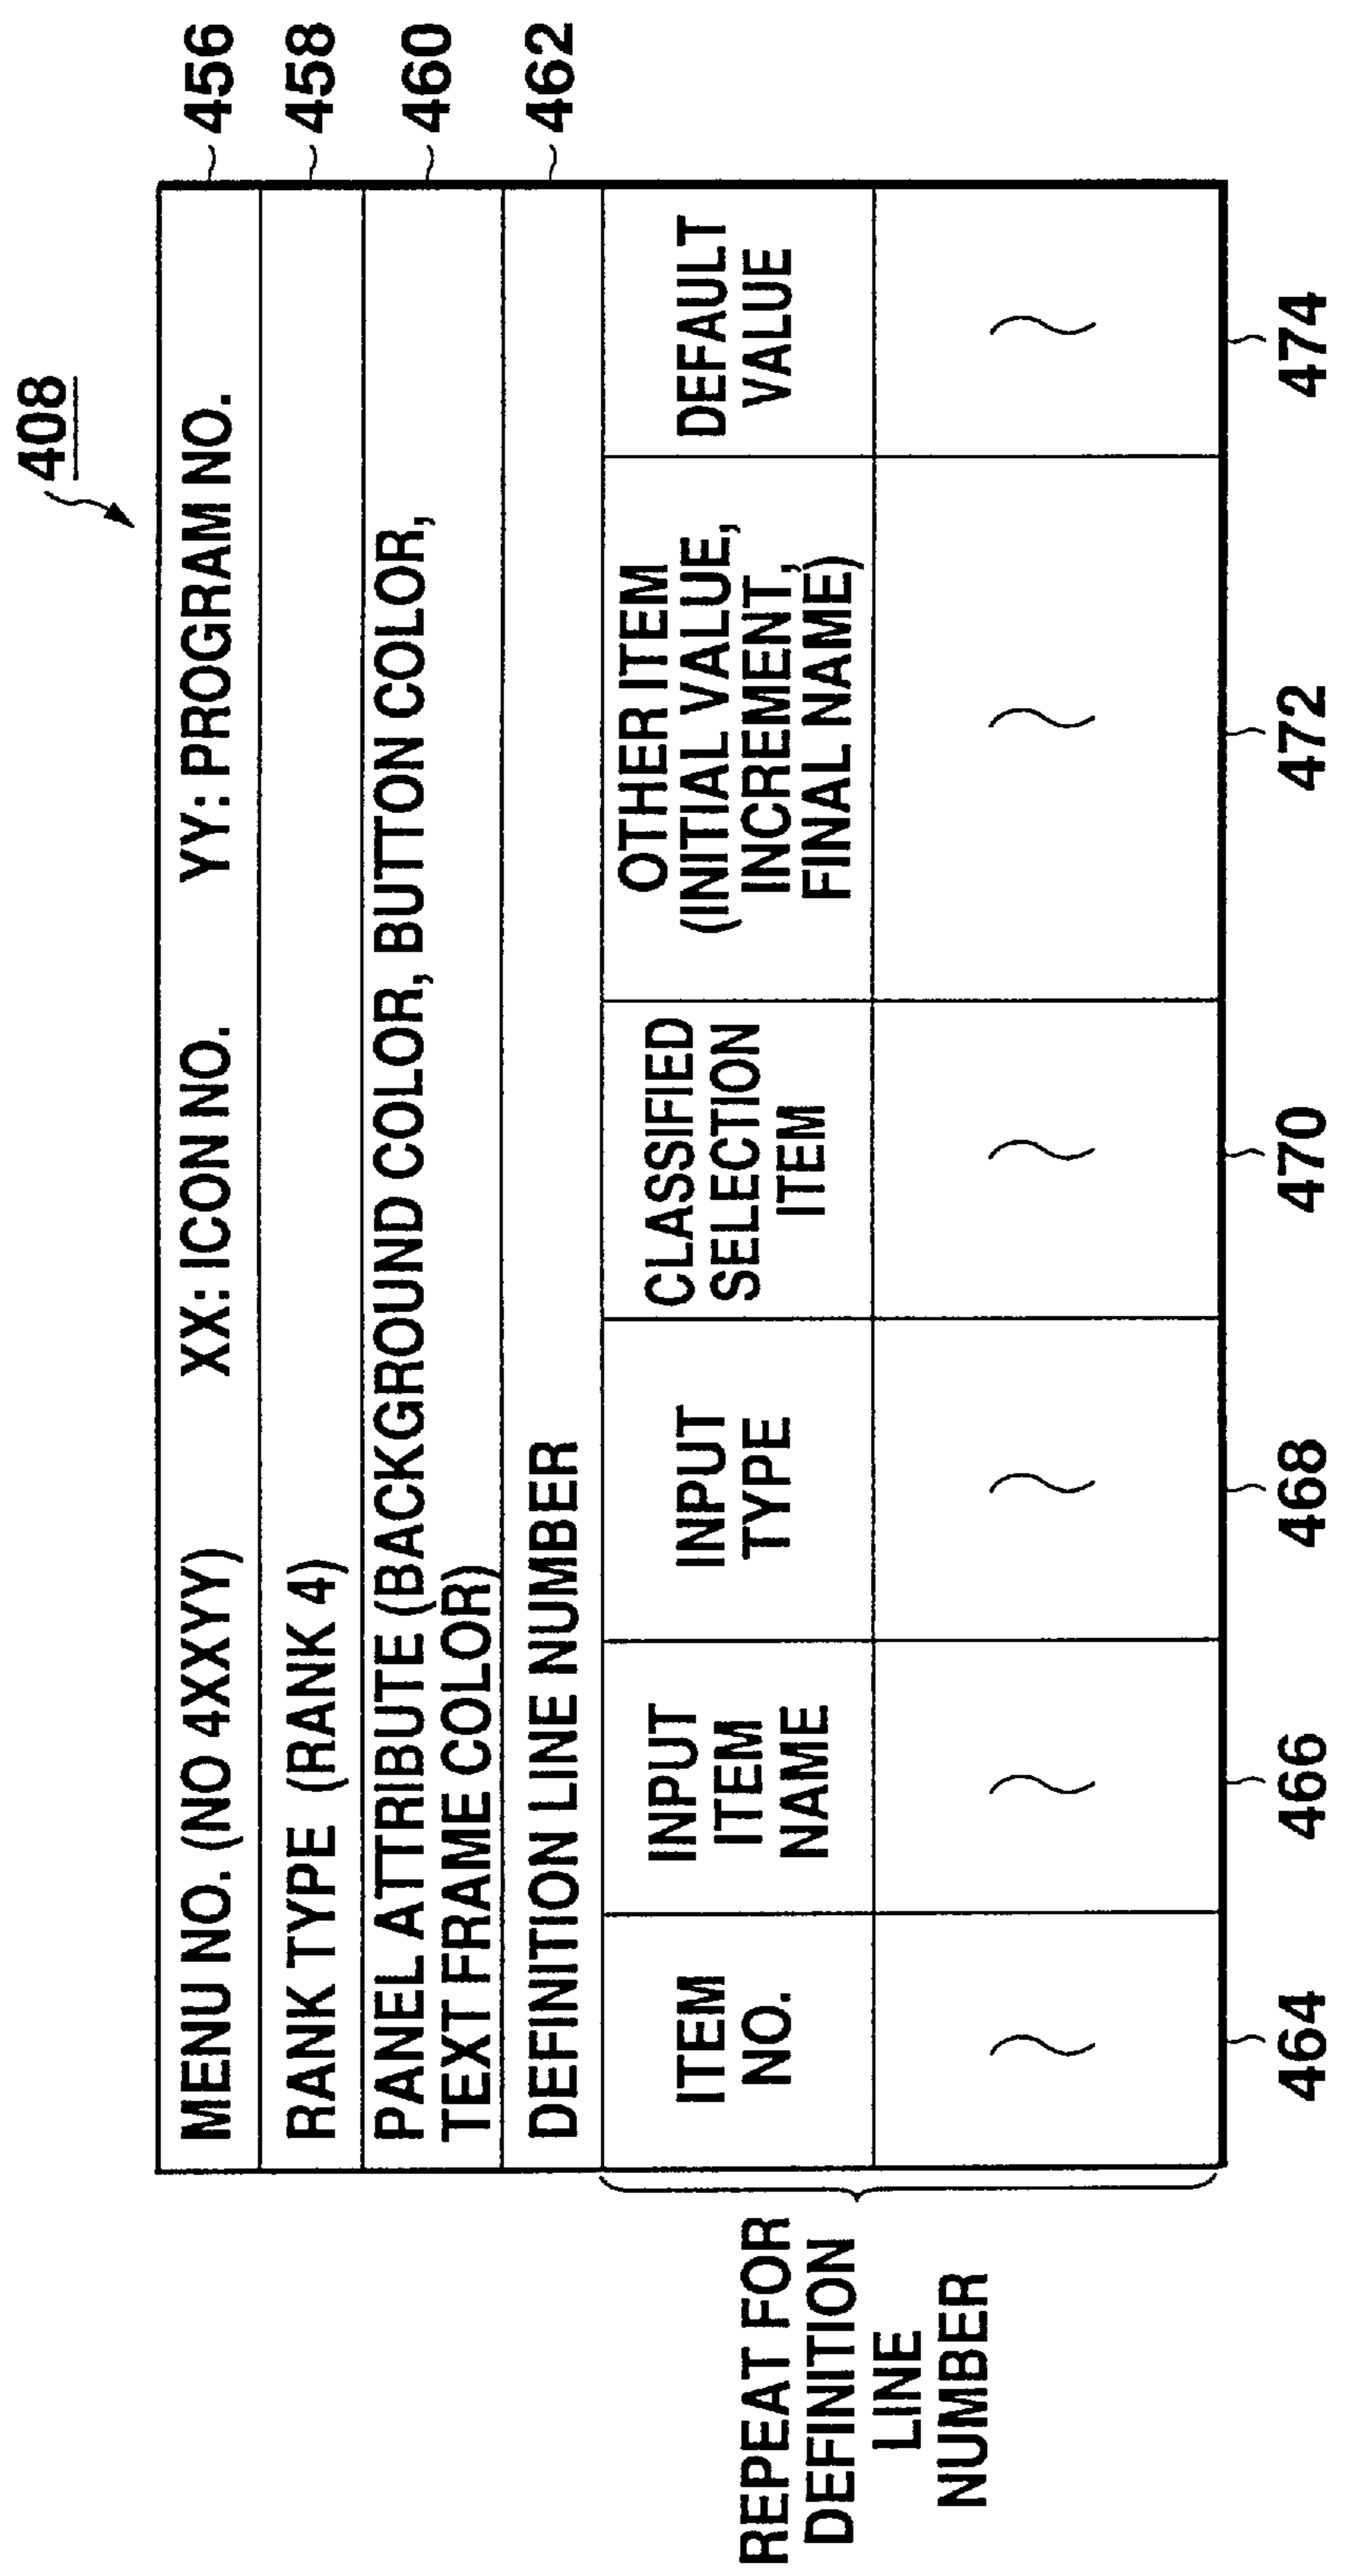 408
MENU NO. (NO 4XXYY) XX: ICON NO. YY: PROGRAM NO.
456
RANK TYPE (RANK 4)
458
PANEL ATTRIBUTE (BACKGROUND COLOR, BUTTON COLOR,
TEXT FRAME COLOR)
460
DEFINITION LINE NUMBER
462
REPEAT FOR
DEFINITION
LINE
NUMBER
ITEM
NO.
INPUT
ITEM
NAME
INPUT
TYPE
CLASSIFIED
SELECTION
ITEM
OTHER ITEM
(INITIAL VALUE,
INCREMENT,
FINAL NAME)
DEFAULT
VALUE
464
466
468
470
472
474